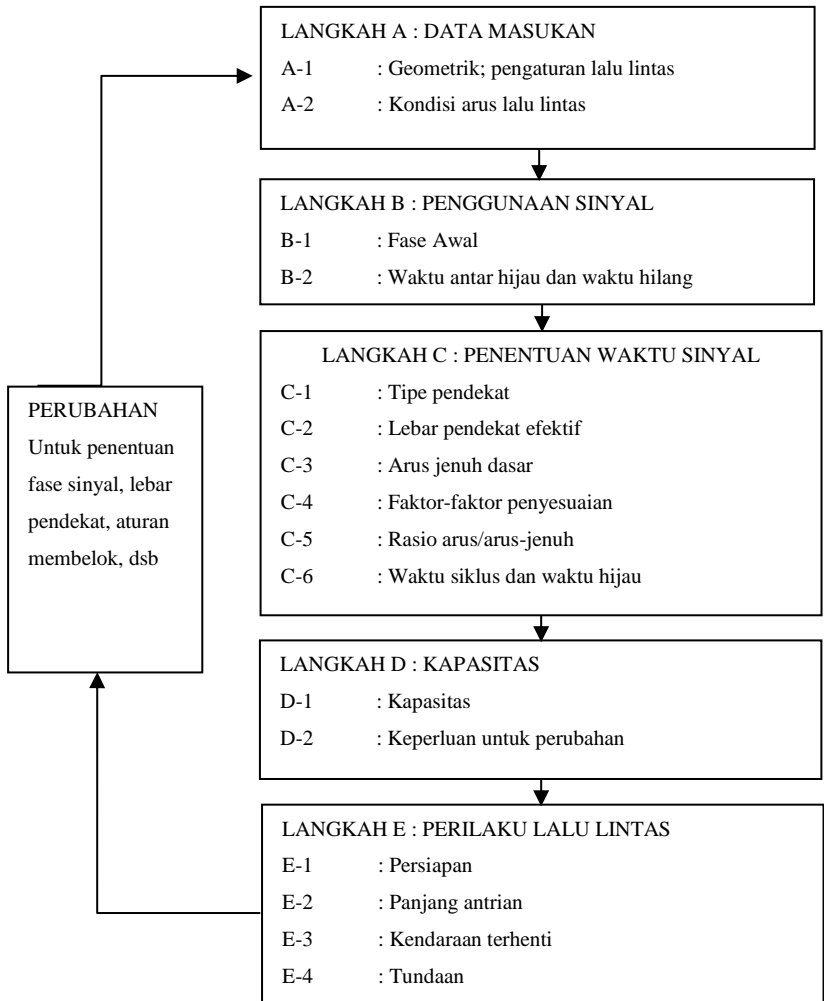 LANGKAH A : DATA MASUKAN
A-1 : Geometrik; pengaturan lalu lintas
A-2 : Kondisi arus lalu lintas
LANGKAH B : PENGGUNAAN SINYAL
B-1 : Fase Awal
B-2 : Waktu antar hijau dan waktu hilang
LANGKAH C : PENENTUAN WAKTU SINYAL
C-1 : Tipe pendekat
C-2 : Lebar pendekat efektif
C-3 : Arus jenuh dasar
C-4 : Faktor-faktor penyesuaian
C-5 : Rasio arus/arus-jenuh
C-6 : Waktu siklus dan waktu hijau
PERUBAHAN
Untuk penentuan
fase sinyal, lebar
pendekat, aturan
membelok, dsb
LANGKAH D : KAPASITAS
D-1 : Kapasitas
D-2 : Keperluan untuk perubahan
LANGKAH E : PERILAKU LALU LINTAS
E-1 : Persiapan
E-2 : Panjang antrian
E-3 : Kendaraan terhenti
E-4 : Tundaan